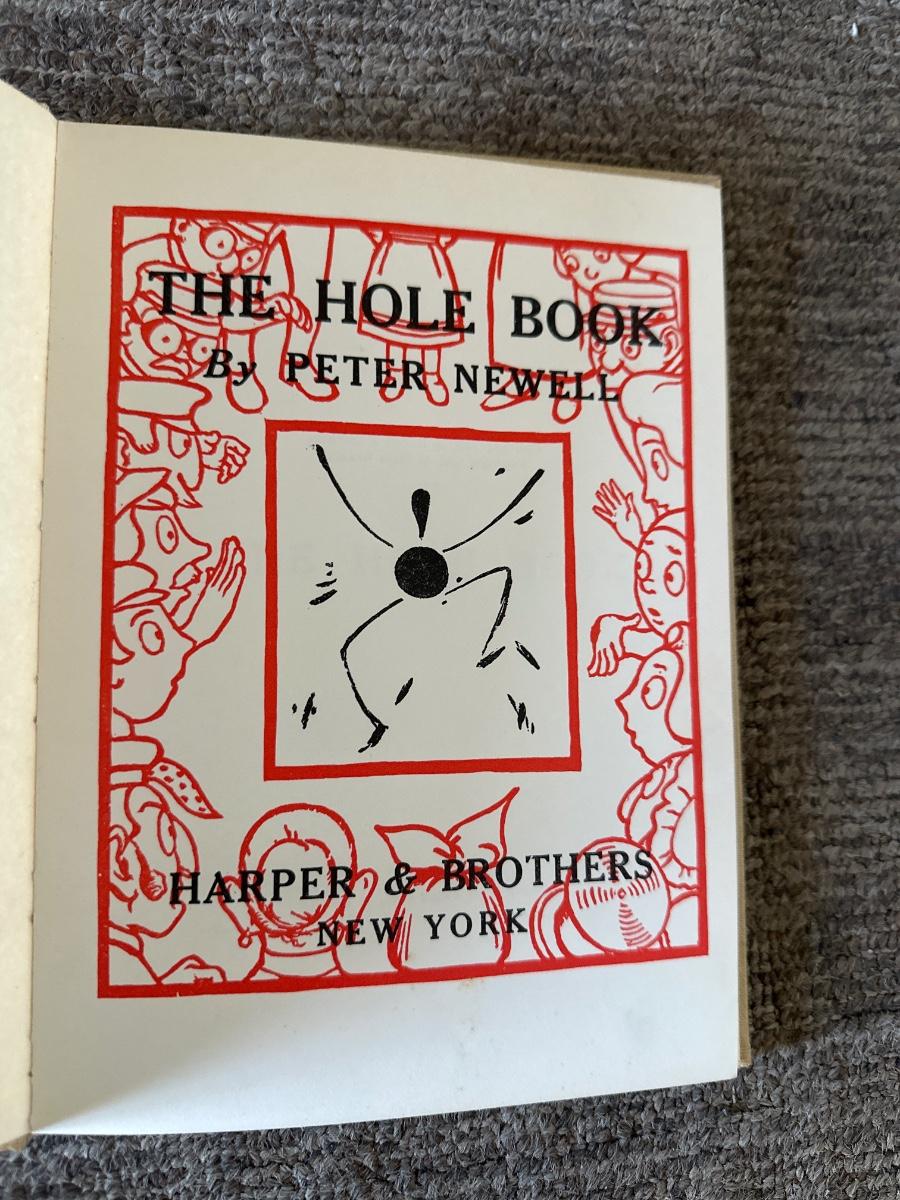 THE HOLE BOOK
By PETER NEWELL
HARPER & BROTHERS
NEW YORK